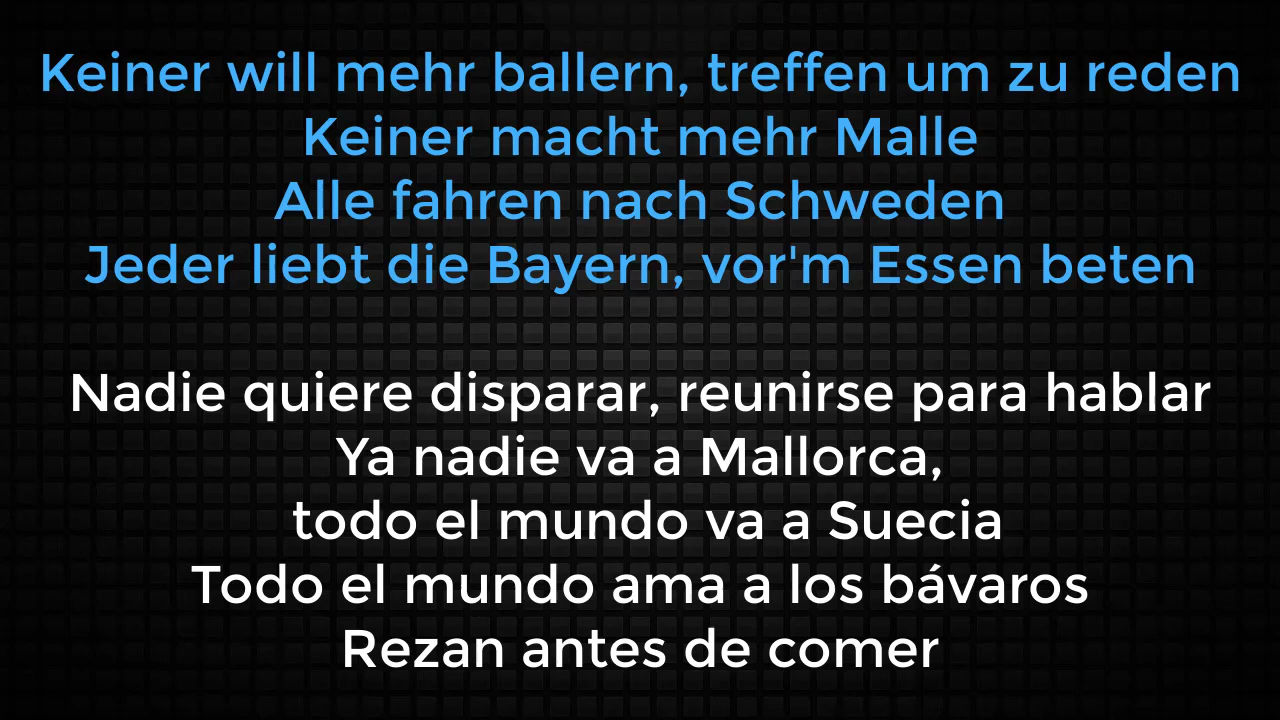 Keiner will mehr ballern, treffen um zu reden
Keiner macht mehr Malle
Alle fahren nach Schweden
Jeder liebt die Bayern, vor'm Essen beten
Nadie quiere disparar, reunirse para hablar
Ya nadie va a Mallorca,
todo el mundo va a Suecia
Todo el mundo ama a los bávaros
Rezan antes de comer